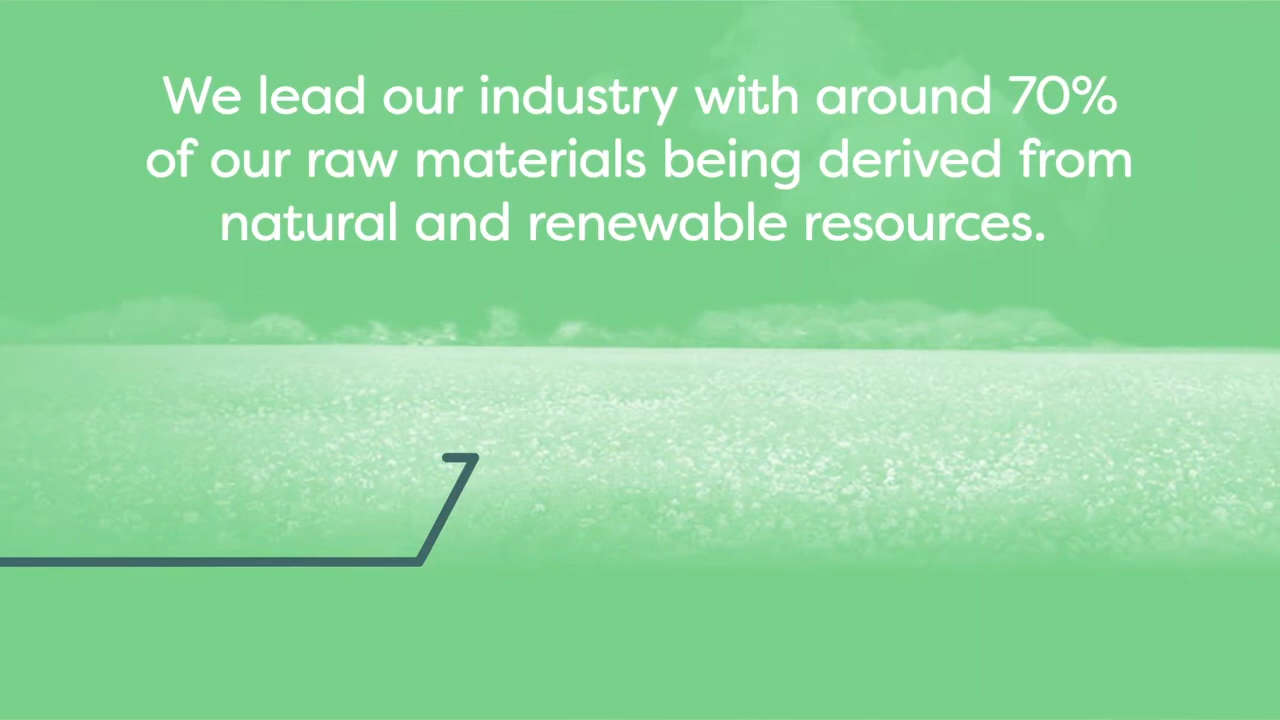 We lead our industry with around 70%
of our raw materials being derived from
natural and renewable resources.